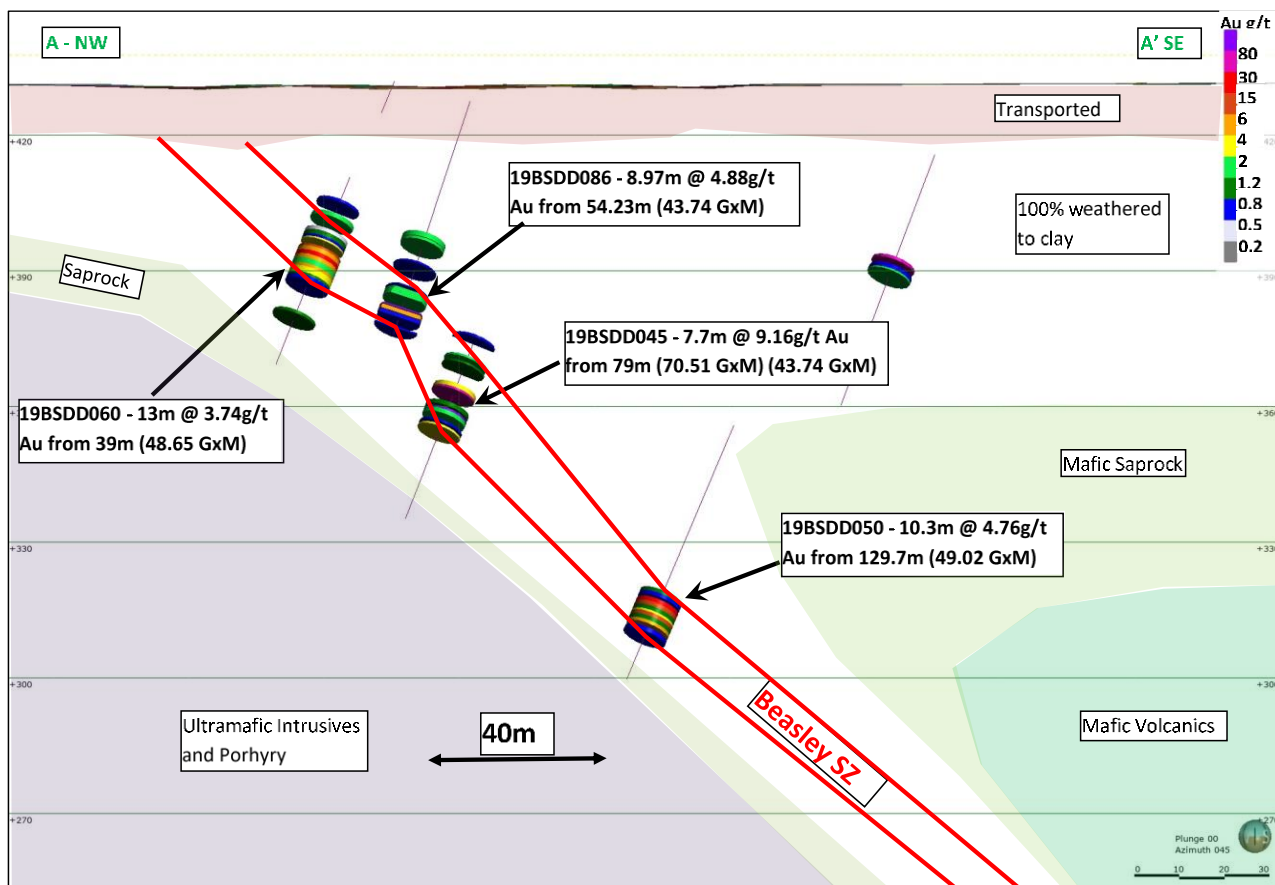 A - NW
A' SE
Au g/t
80
30
15
6
4
2
1.2
0.8
0.5
0.2
Transported
+420
19BSDD086 - 8.97m @ 4.88g/t
Au from 54.23m (43.74 GxM)
100% weathered
to clay
Saprock
+390
+390
19BSDD045 - 7.7m @ 9.16g/t Au
from 79m (70.51 GxM) (43.74 GxM)
19BSDD060 - 13m @ 3.74g/t
Au from 39m (48.65 GxM)
+360
Mafic Saprock
19BSDD050 - 10.3m @ 4.76g/t
Au from 129.7m (49.02 GxM)
+330
+300
+300
Beasley SZ
Ultramafic Intrusives
and Porhyry
40m
Mafic Volcanics
+270
Plunge 00
Azimuth 045
0 10 20 30